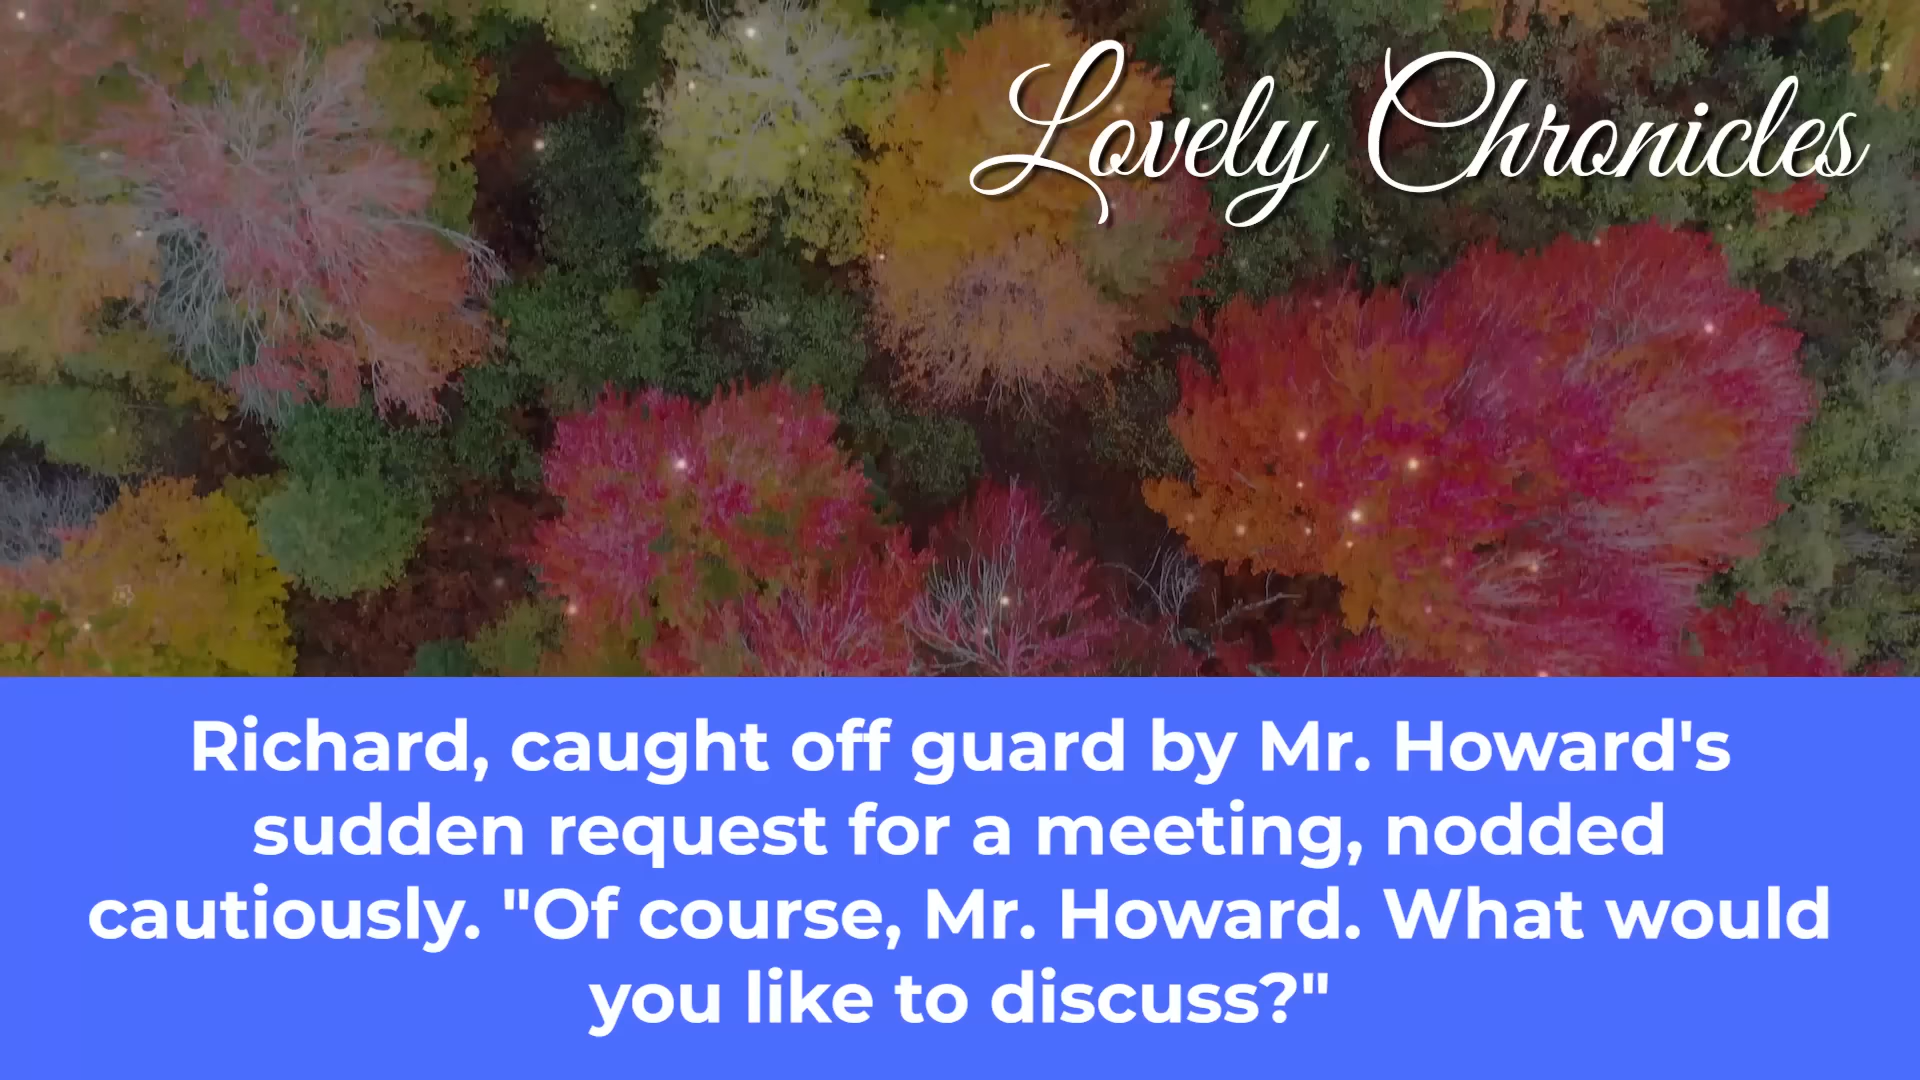 Lovely Chronicles
Richard, caught off guard by Mr. Howard's
sudden request for a meeting, nodded
cautiously. "Of course, Mr. Howard. What would
you like to discuss?"